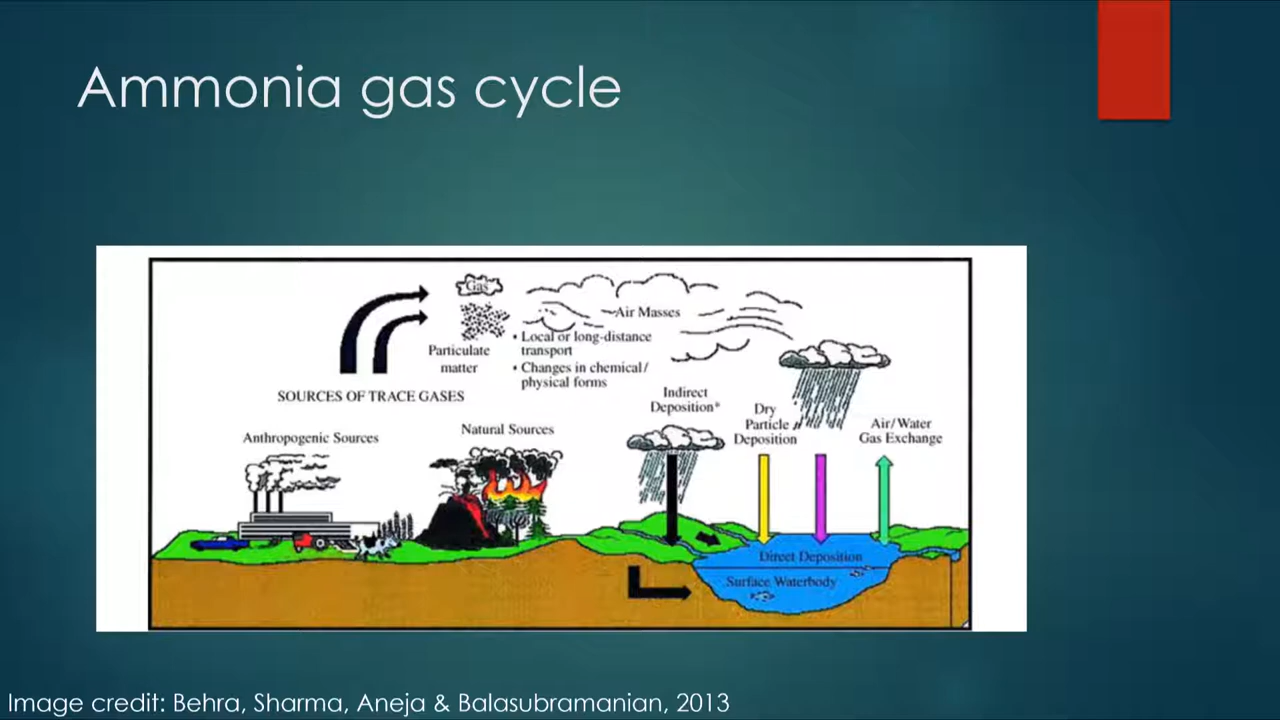 Ammonia gas cycle
Gas
Air Masses
Particulate
matter
• Local or long-distance
transport
• Changes in chemical/
physical forms
SOURCES OF TRACE GASES
Anthropogenic Sources
Natural Sources
Indirect
Deposition*
Dry
Particle
Deposition
Air/Water
Gas Exchange
Direct Deposition
Surface Waterbody
Image credit: Behra, Sharma, Aneja & Balasubramanian, 2013